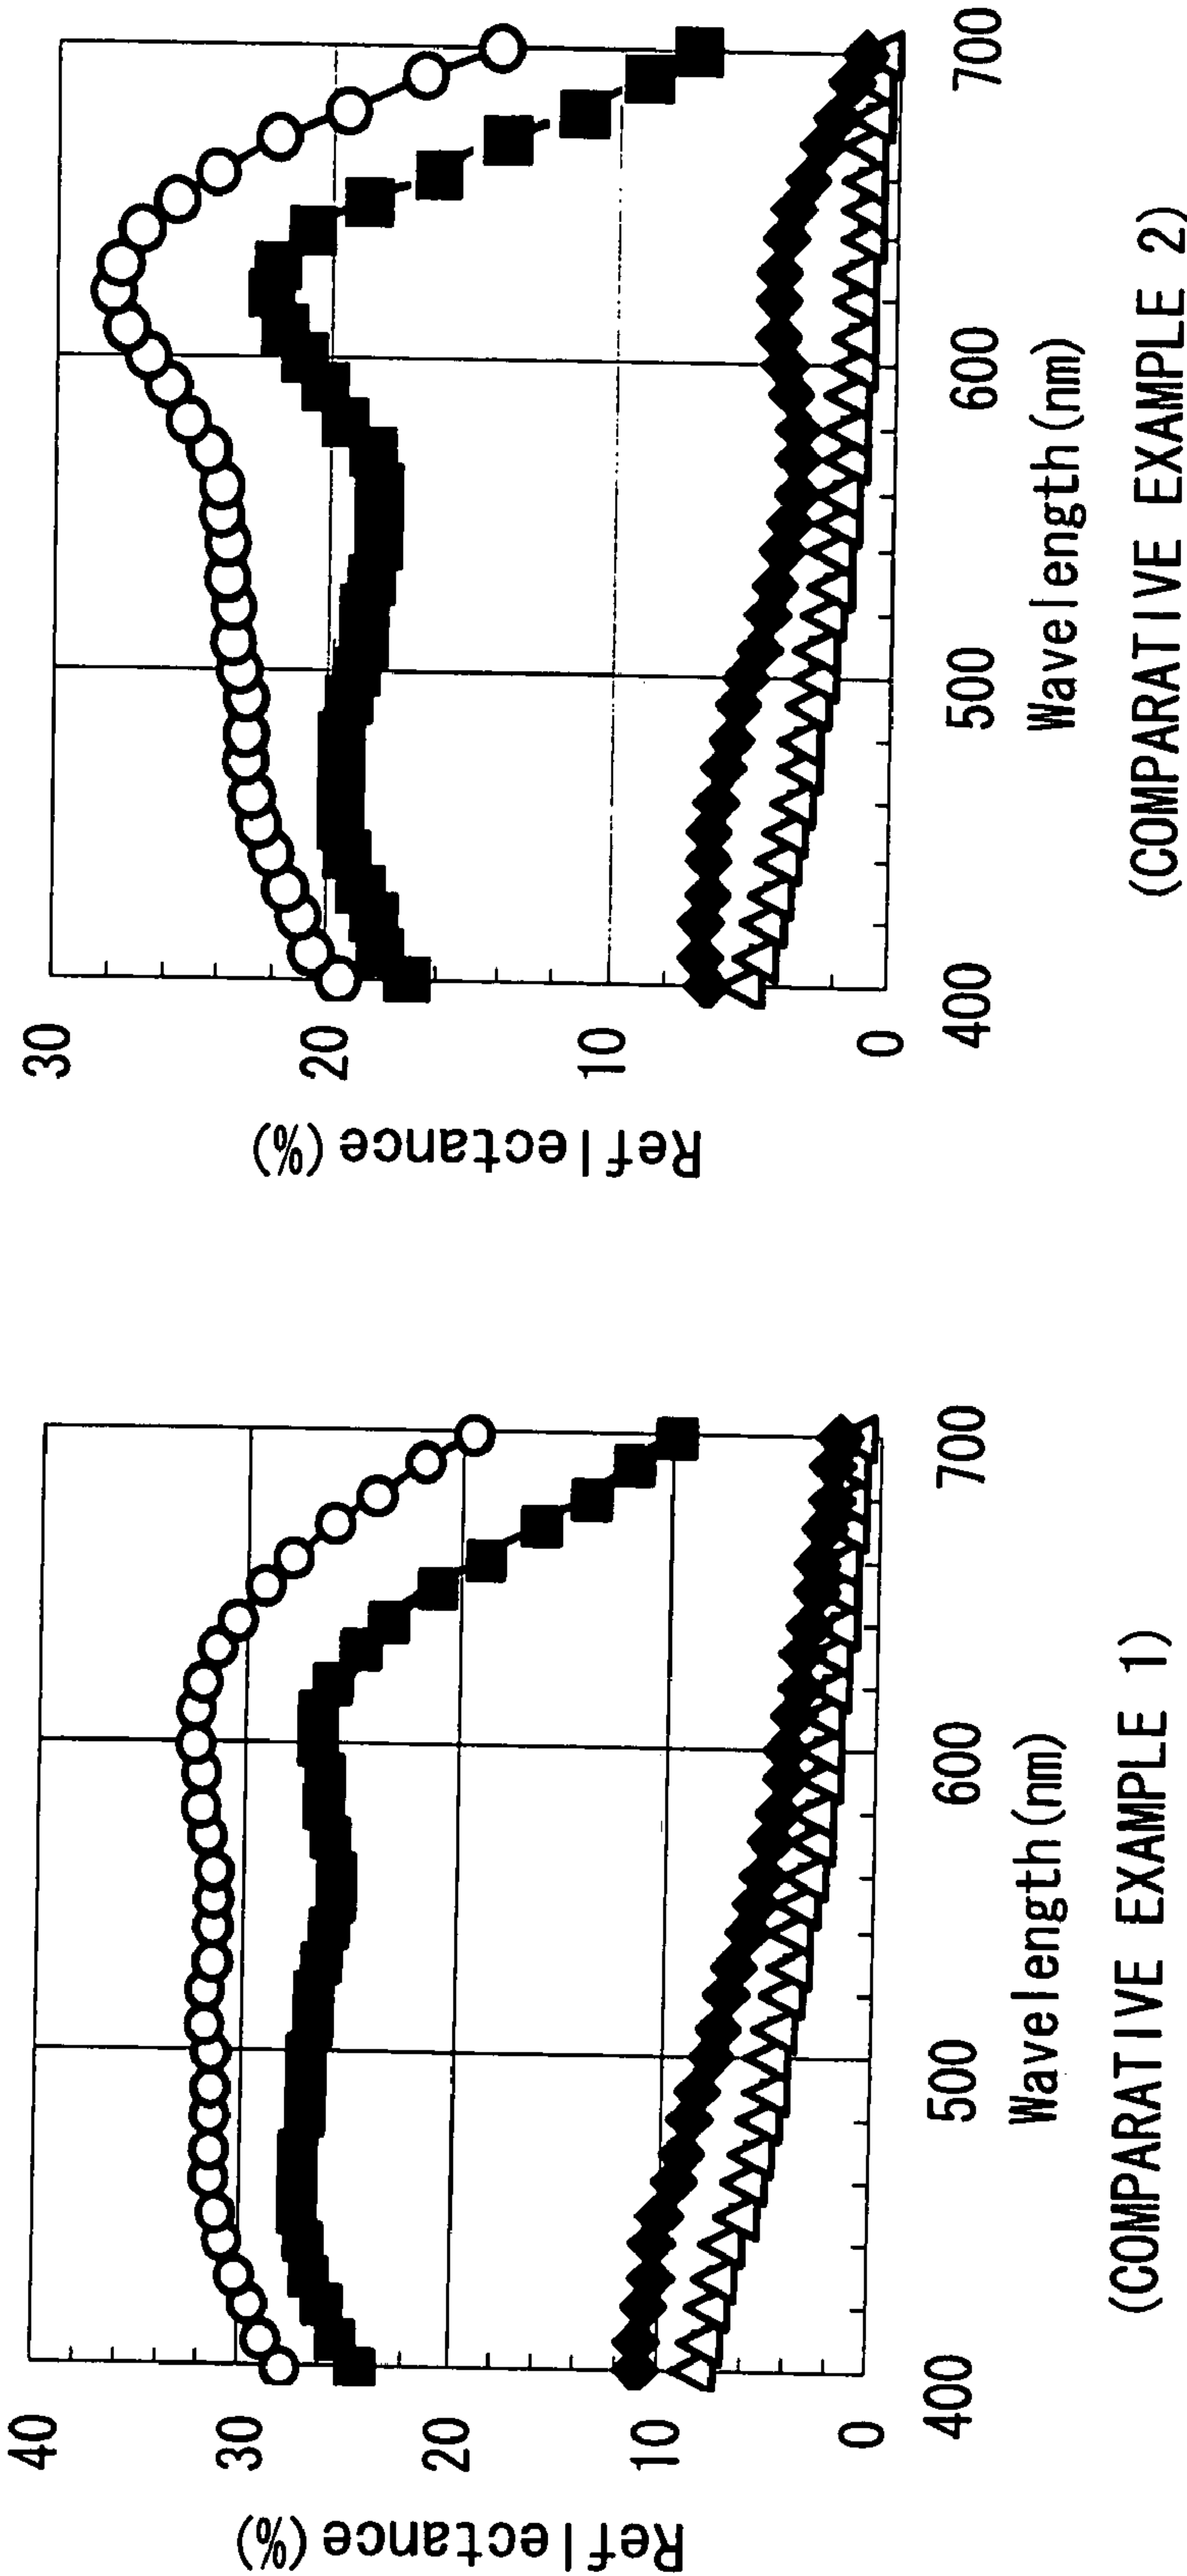 40
30
20
10
0
Reflectance (%)
400
500
600
700
Wavelength (nm)
(COMPARATIVE EXAMPLE 1)
30
20
10
0
Reflectance (%)
400
500
600
700
Wavelength (nm)
(COMPARATIVE EXAMPLE 2)